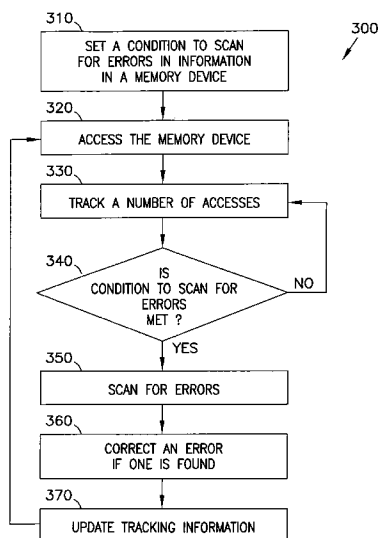 310
300
SET A CONDITION TO SCAN
FOR ERRORS IN INFORMATION
IN A MEMORY DEVICE
320
ACCESS THE MEMORY DEVICE
330
TRACK A NUMBER OF ACCESSES
340
IS
CONDITION TO SCAN FOR
ERRORS
MET ?
NO
YES
350
SCAN FOR ERRORS
360
CORRECT AN ERROR
IF ONE IS FOUND
370
UPDATE TRACKING INFORMATION